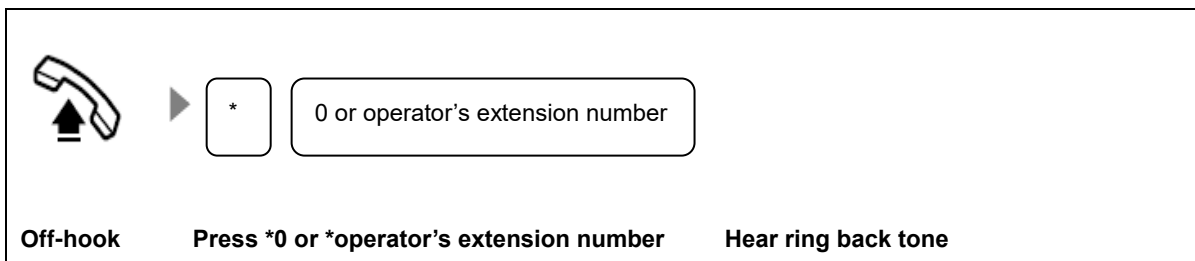 * 0 or operator’s extension number
Off-hook Press *0 or *operator’s extension number Hear ring back tone